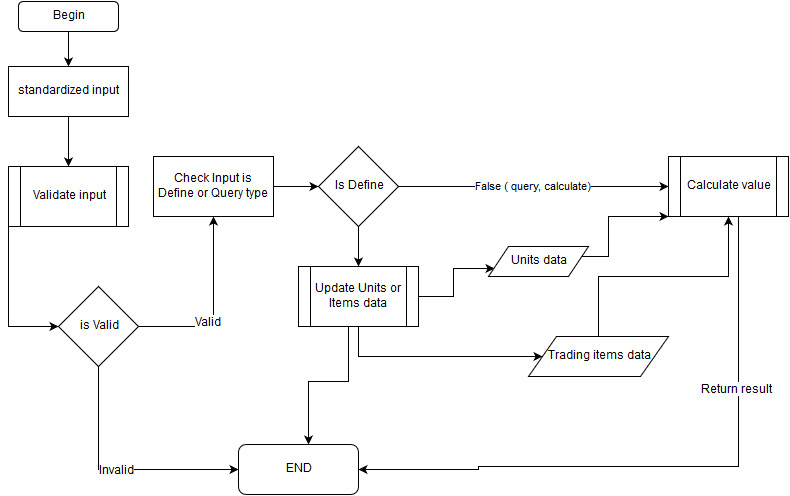 Begin
standardized input
Validate input
Check Input is
Define or Query type
Is Define
False ( query, calculate)
Calculate value
Units data
Update Units or
Items data
is Valid
Valid
Trading items data
Return result
Invalid
END